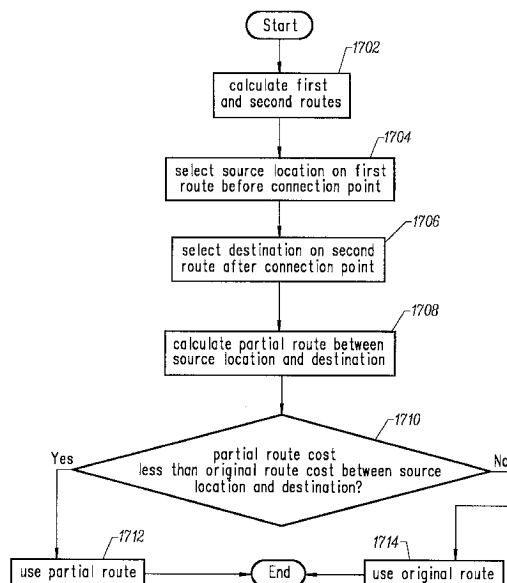 Start
1702
calculate first
and second routes
1704
select source location on first
route before connection point
1706
select destination on second
route after connection point
1708
calculate partial route between
source location and destination
1710
partial route cost
less than original route cost between source
location and destination?
Yes
No
1712
use partial route
End
1714
use original route